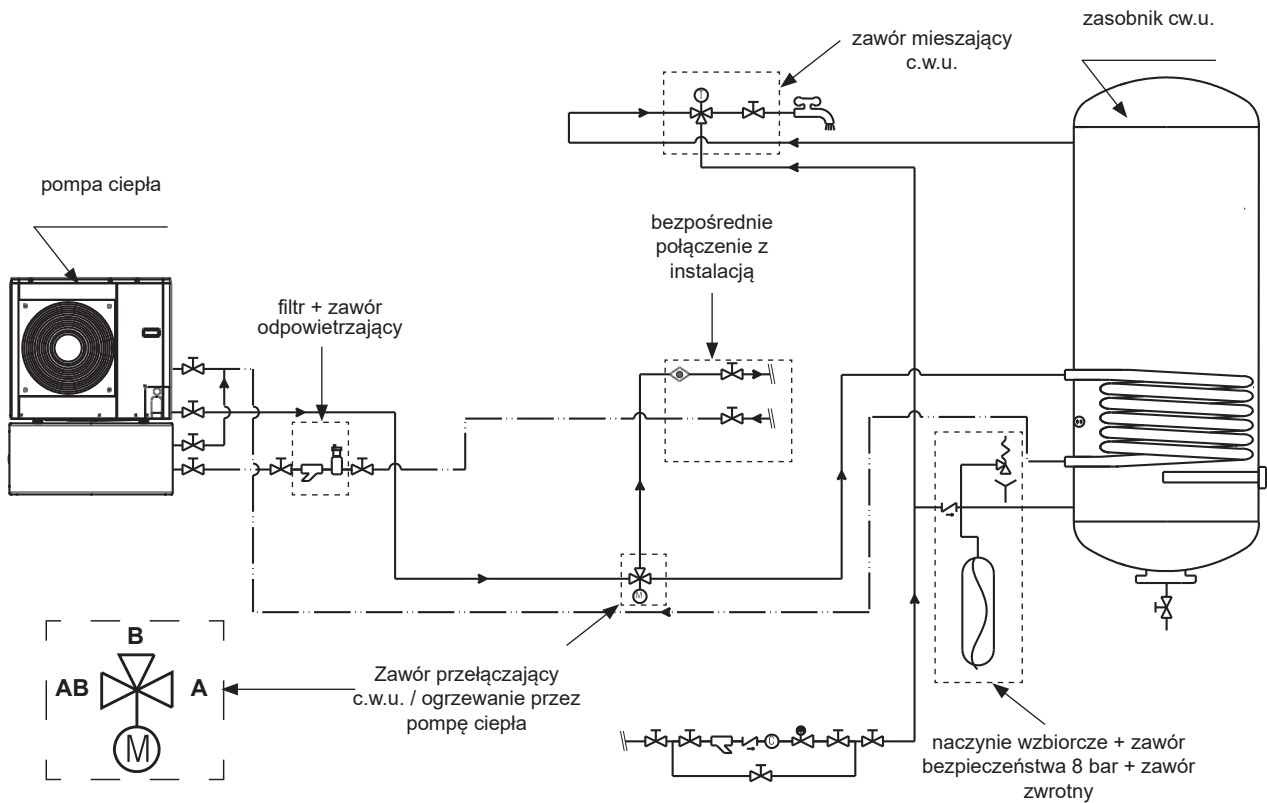 zasobnik cw.u.
zawór mieszający
c.w.u.
T
pompa ciepła
bezpośrednie
połączenie z
instalacją
filtr + zawór
odpowietrzający
M
B
AB
A
M
Zawór przełączający
c.w.u. / ogrzewanie przez
pompę ciepła
C
naczynie wzbiorcze + zawór
bezpieczeństwa 8 bar + zawór
zwrotny